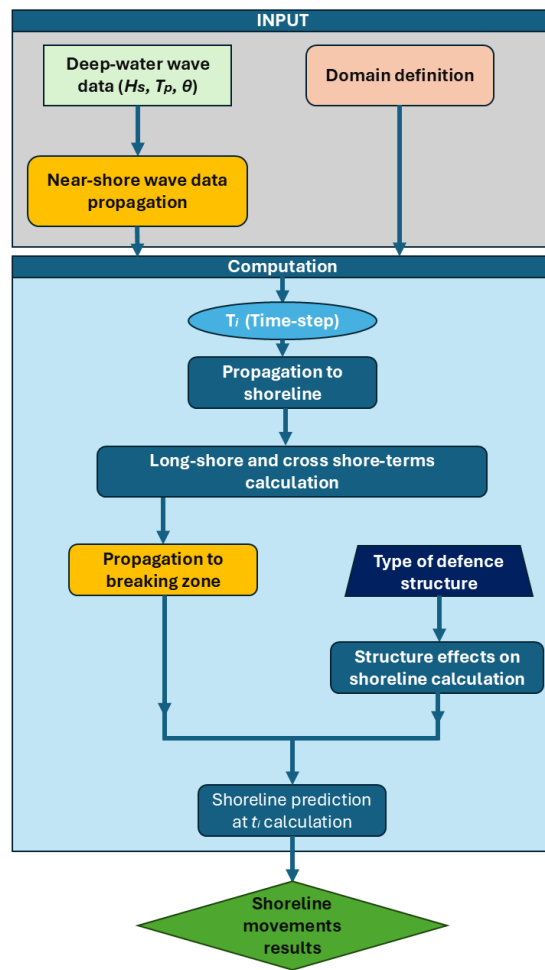 INPUT
Deep-water wave
data (Hs, Tp, θ)
Domain definition
Near-shore wave data
propagation
Computation
Ti (Time-step)
Propagation to
shoreline
Long-shore and cross shore-terms
calculation
Propagation to
breaking zone
Type of defence
structure
Structure effects on
shoreline calculation
Shoreline prediction
at ti calculation
Shoreline
movements
results